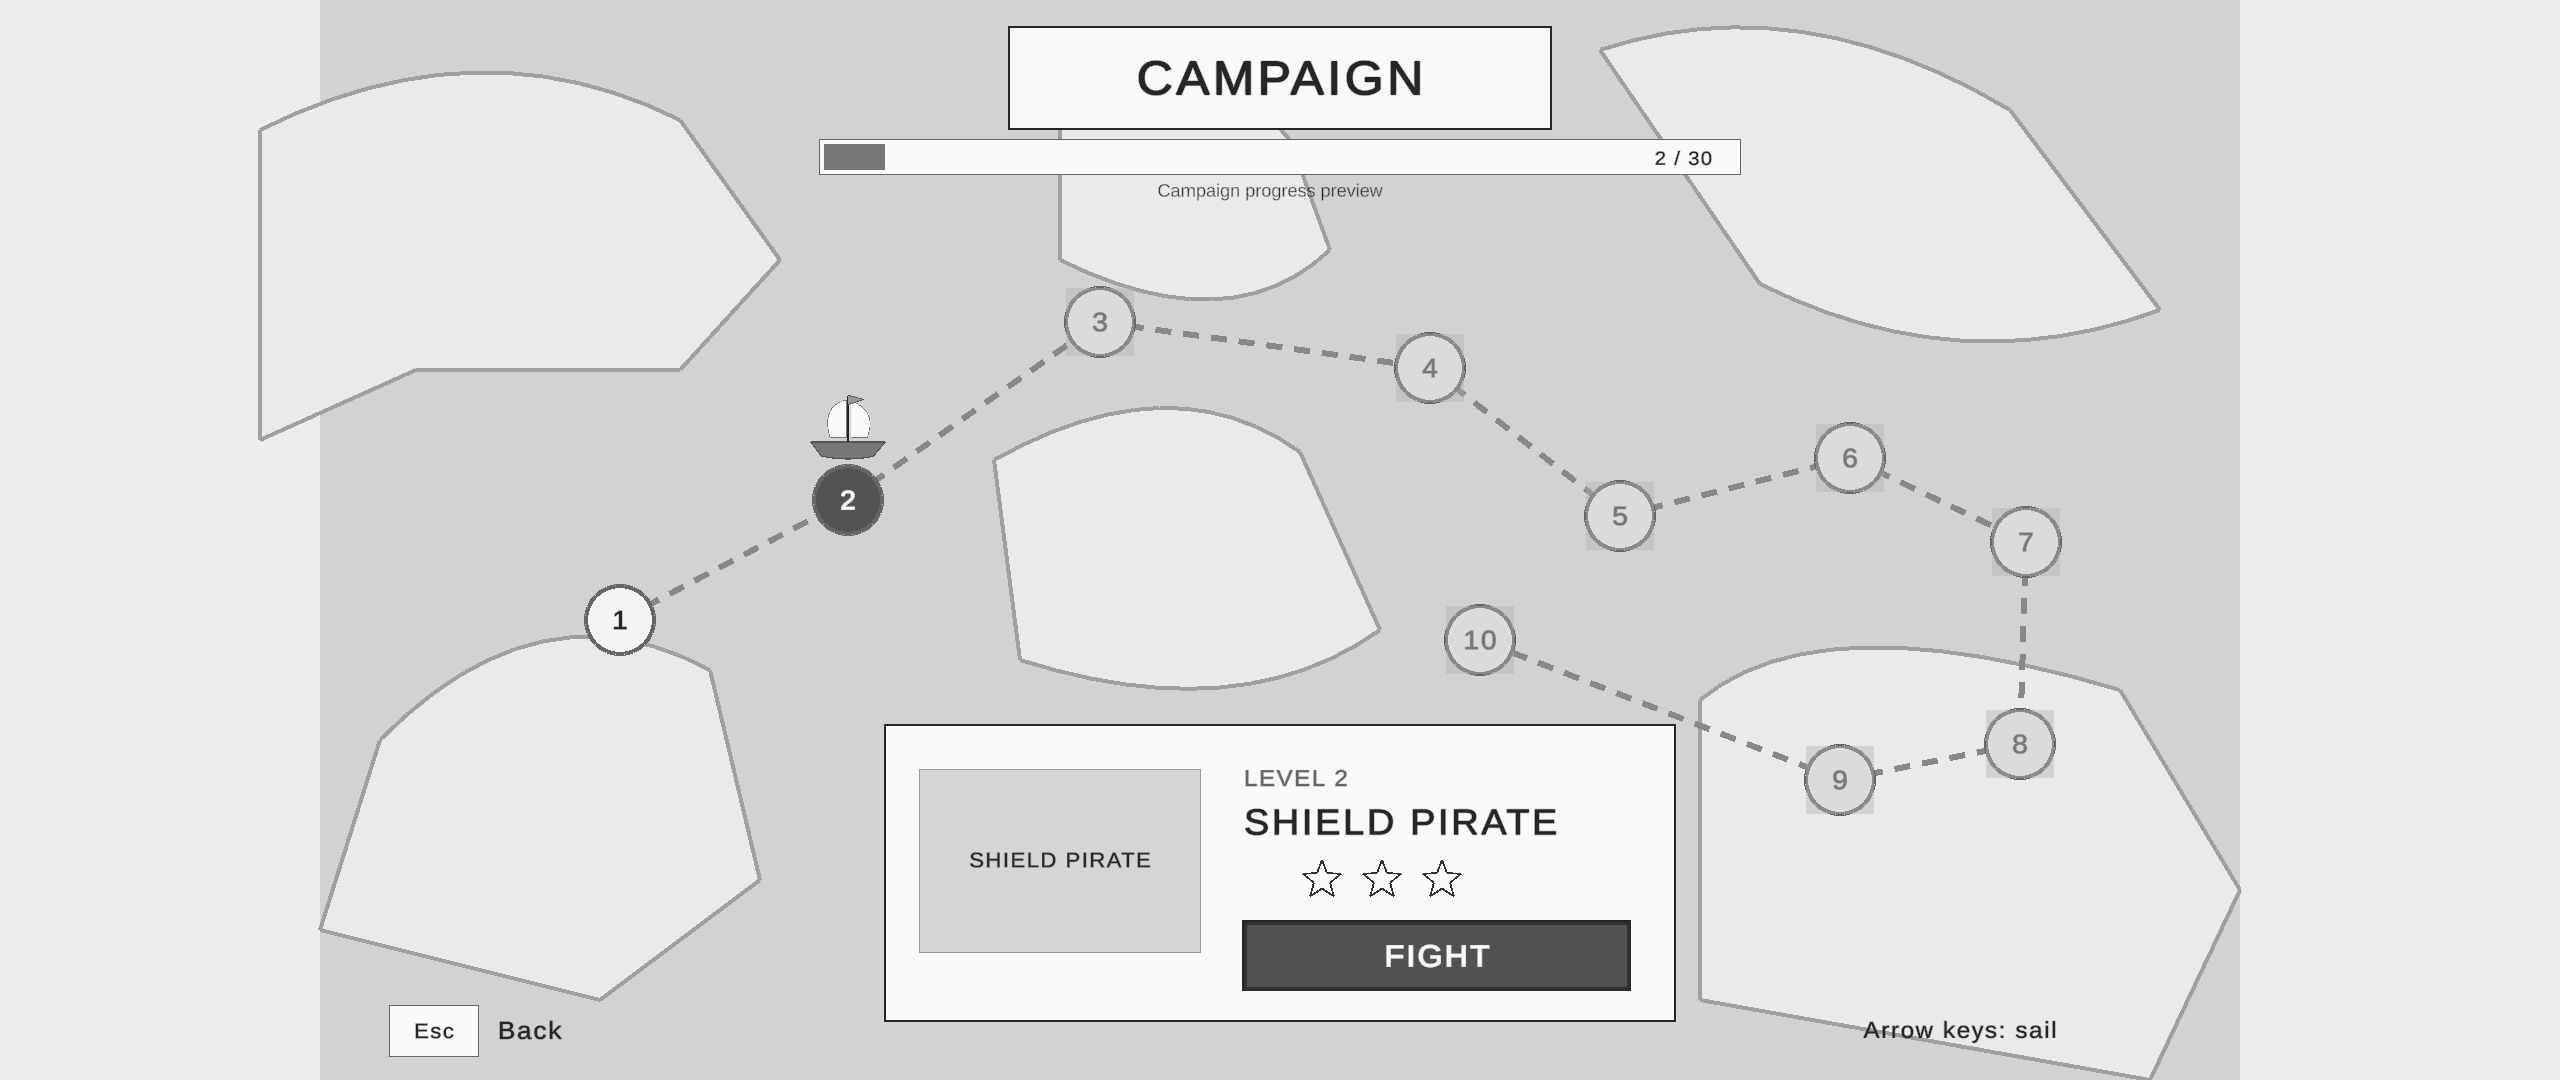 CAMPAIGN
2 / 30
Campaign progress preview
3
4
6
2
5
7
1
10
8
9
LEVEL 2
SHIELD PIRATE
SHIELD PIRATE
FIGHT
Esc
Back
Arrow keys: sail